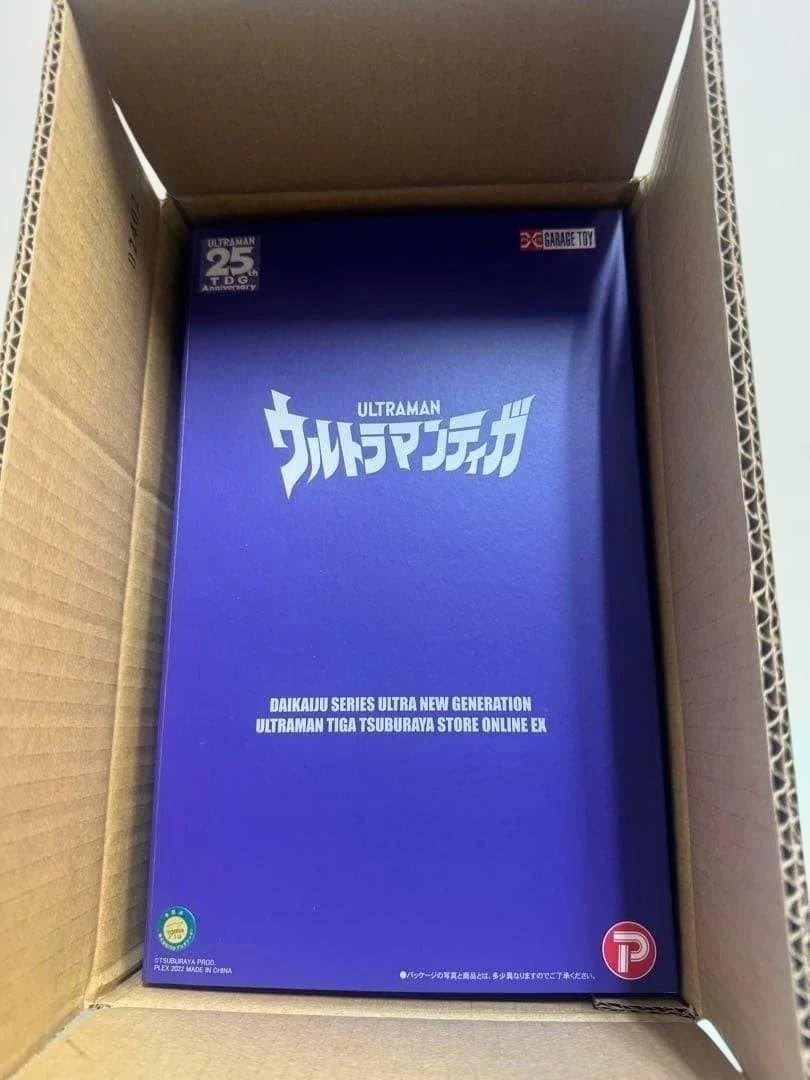 ULTRAMAN
25th
TDG
Anniversary
GARAGE TOY
ULTRAMAN
ウルトラマンティガ
DAIKAIJU SERIES ULTRA NEW GENERATION
ULTRAMAN TIGA TSUBURAYA STORE ONLINE EX
©TSUBURAYA PROD.
PLEX 2022 MADE IN CHINA
●パッケージの写真と商品とは、多少異なりますのでご了承ください。